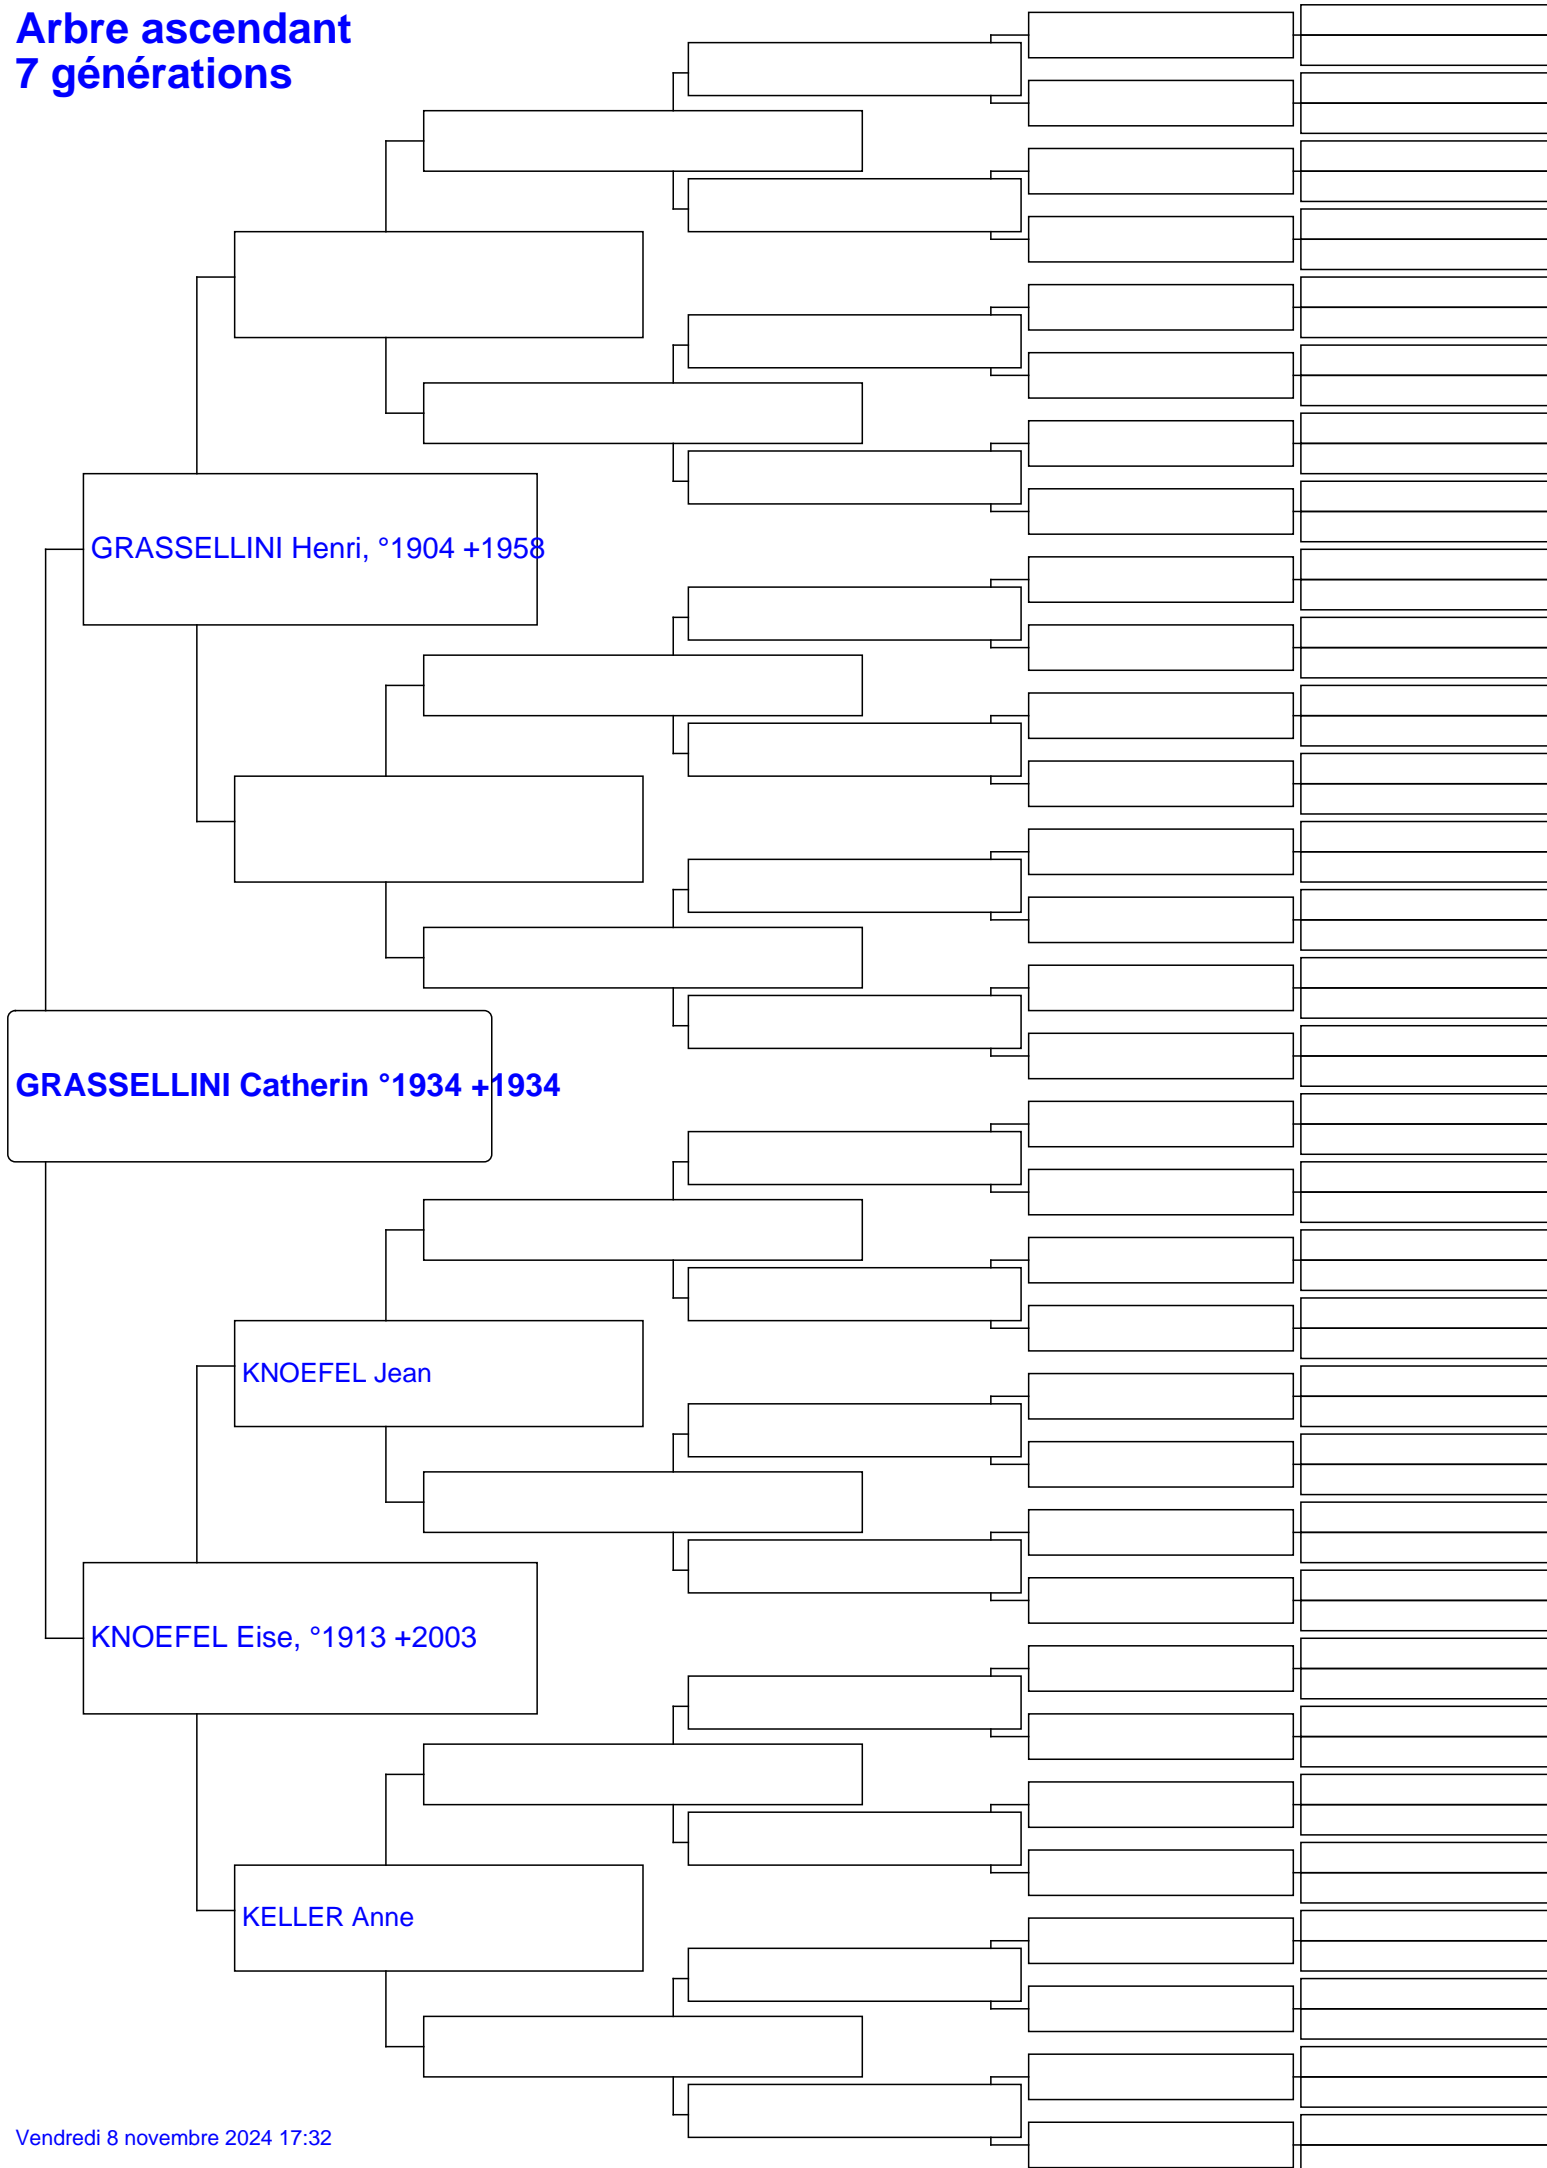 Arbre ascendant
7 générations
GRASSELLINI Henri, °1904 +1958
GRASSELLINI Catherin °1934 +1934
KNOEFEL Jean
KNOEFEL Eise, °1913 +2003
KELLER Anne
Vendredi 8 novembre 2024 17:32